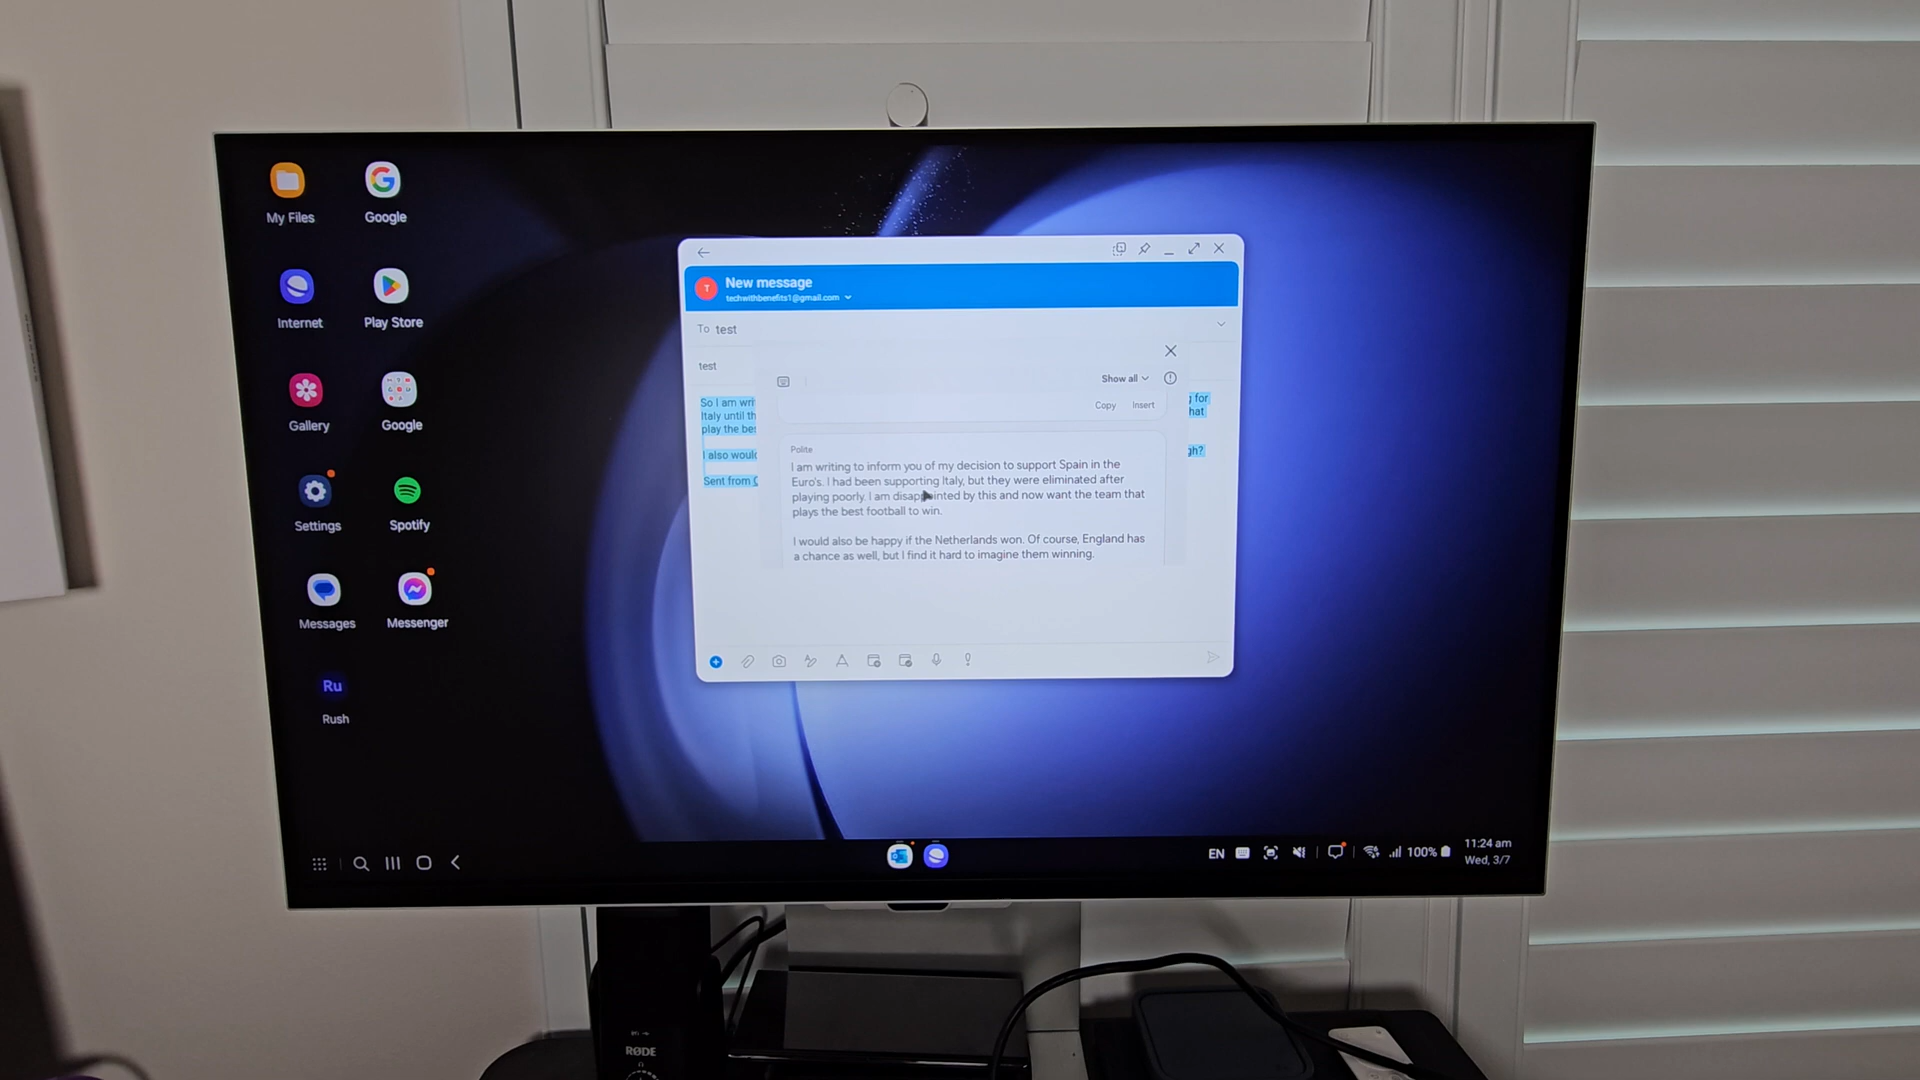 My Files
Google
Internet
Play Store
Gallery
Google
Settings
Spotify
Messages
Messenger
Ru
Rush
T
New message
techwithbenefits1@gmail.com
To test
test
So I am wri
Italy until th
play the bes
I also would
Sent from
for
hat
gh?
Show all
Copy Insert
Polite
I am writing to inform you of my decision to support Spain in the
Euro's. I had been supporting Italy, but they were eliminated after
playing poorly. I am disappointed by this and now want the team that
plays the best football to win.
I would also be happy if the Netherlands won. Of course, England has
a chance as well, but I find it hard to imagine them winning.
EN
100%
11:24 am
Wed, 3/7
RØDE